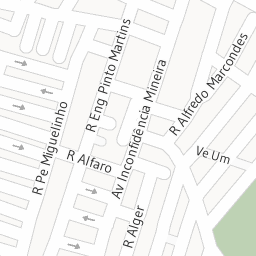 R Eng Pinto Martins
Av Inconfidência Mineira
R Alfredo Marcondes
R Pe Miguelinho
R Alfaro
Ve Um
R Alger